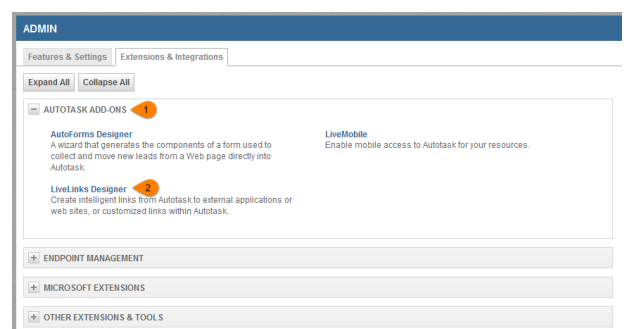 ADMIN
Features & Settings Extensions & Integrations
Expand All Collapse All
AUTOTASK ADD-ONS 1
AutoForms Designer
A wizard that generates the components of a form used to
collect and move new leads from a Web page directly into
Autotask.
LiveMobile
Enable mobile access to Autotask for your resources.
LiveLinks Designer 2
Create intelligent links from Autotask to external applications or
web sites, or customized links within Autotask.
ENDPOINT MANAGEMENT
MICROSOFT EXTENSIONS
OTHER EXTENSIONS & TOOLS